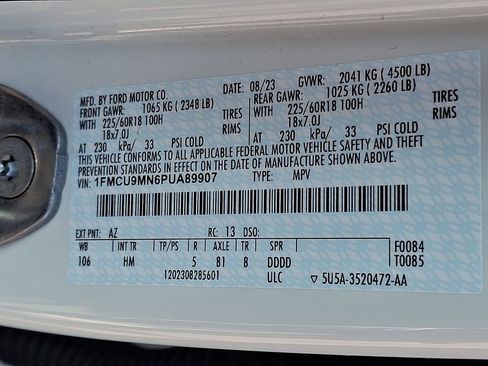 MFD. BY FORD MOTOR CO. DATE: 08/23 GVWR: 2041 KG (4500 LB)
FRONT GAWR: 1065 KG (2348 LB) REAR GAWR: 1025 KG (2260 LB)
WITH 225/60R18 100H TIRES WITH 225/60R18 100H TIRES
18x7.0J RIMS 18x7.0J RIMS
AT 230 kPa/ 33 PSI COLD AT 230 kPa/ 33 PSI COLD
THIS VEHICLE CONFORMS TO ALL APPLICABLE FEDERAL MOTOR VEHICLE SAFETY AND THEFT
PREVENTION STANDARDS IN EFFECT ON THE DATE OF MANUFACTURE SHOWN ABOVE.
VIN: 1FMCU9MN6PUA89907 TYPE: MPV
EXT PNT: AZ RC: 13 DSO:
WB INT TR TP/PS R AXLE TR SPR F0084
106 HM 5 81 8 DDDD T0085
1202308285601 ULC ▽ 5U5A-3520472-AA